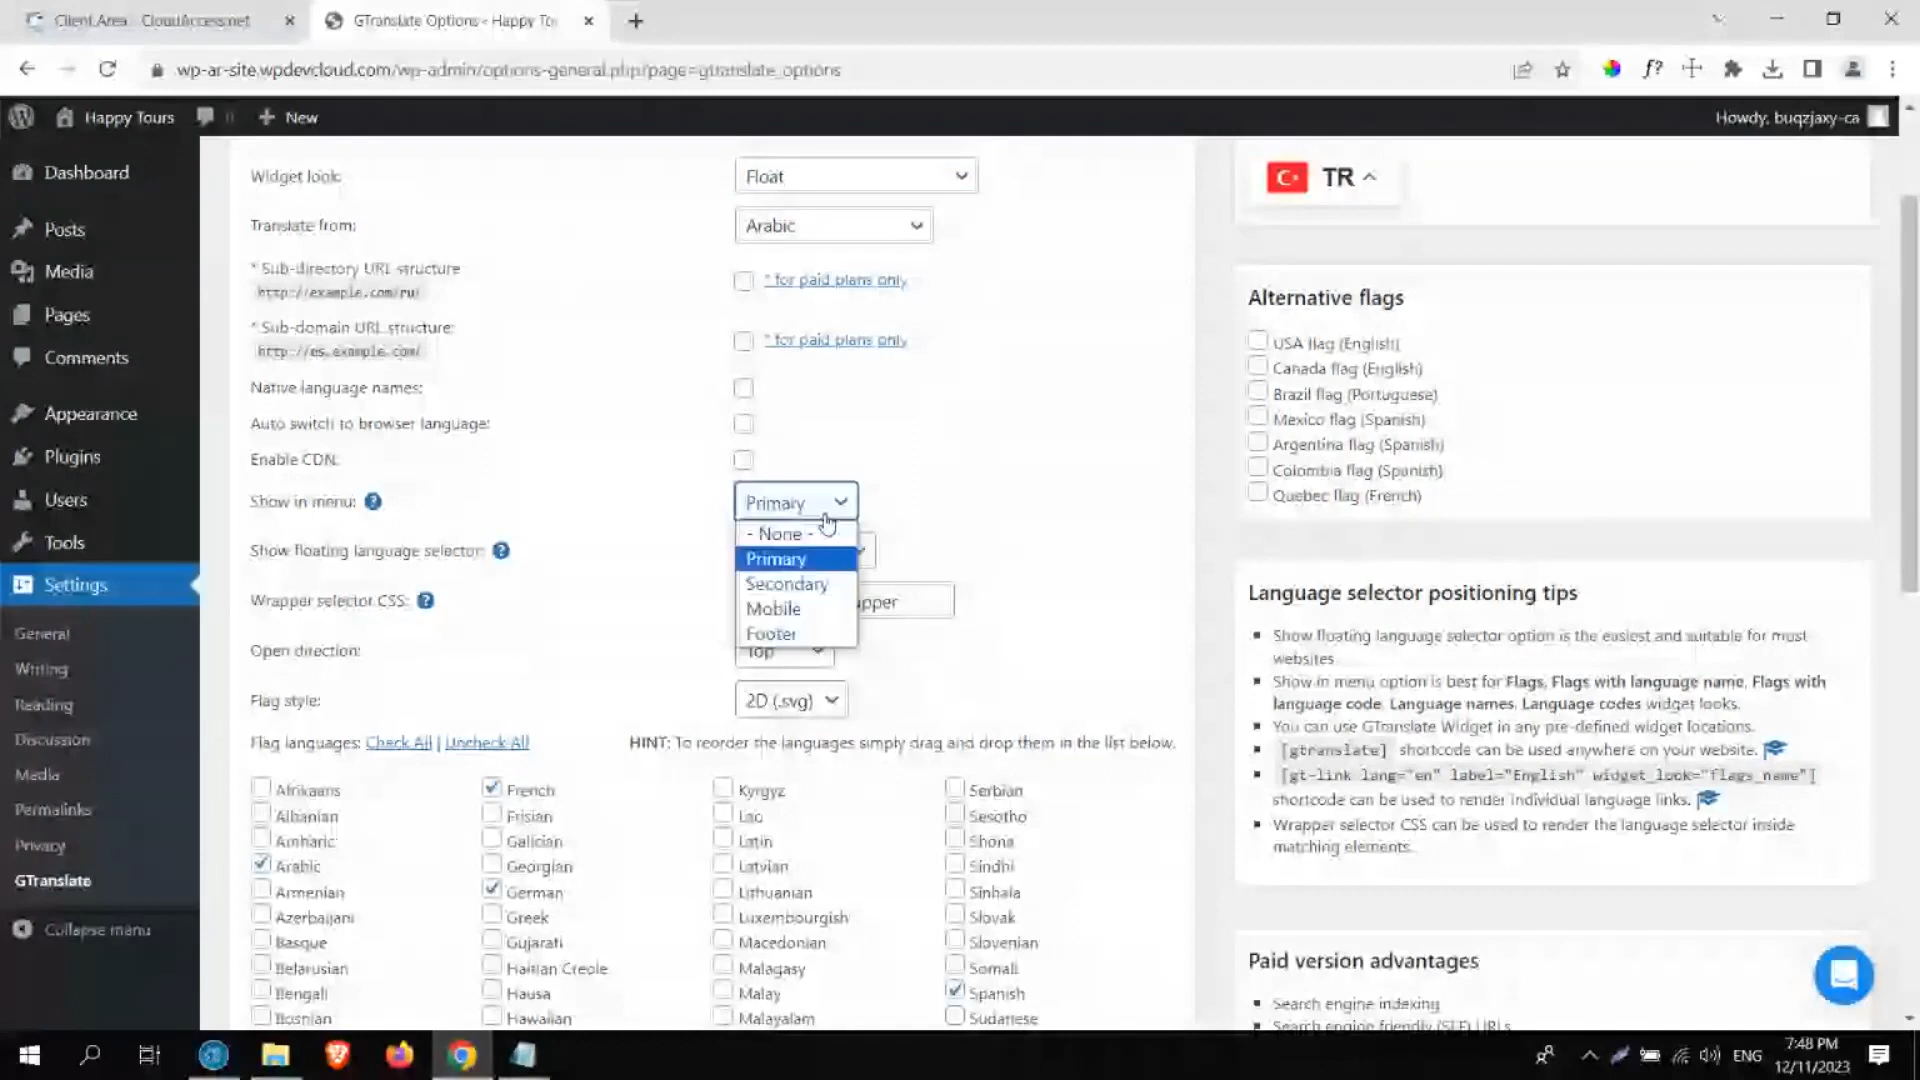 Client Area - CloudAccess.net
GTranslate Options ‹ Happy To
wp-ar-site.wpdevcloud.com/wp-admin/options-general.php?page=gtranslate_options
Happy Tours
New
Howdy, buqzjaxy-ca
Dashboard
Posts
Media
Pages
Comments
Appearance
Plugins
Users
Tools
Settings
General
Writing
Reading
Discussion
Media
Permalinks
Privacy
GTranslate
Collapse menu
Widget look:
Float
Translate from:
Arabic
* Sub-directory URL structure
http://example.com/ru/
* for paid plans only
* Sub-domain URL structure:
http://es.example.com/
* for paid plans only
Native language names:
Auto switch to browser language:
Enable CDN:
Show in menu:
Primary
- None -
Primary
Secondary
Mobile
Footer
Show floating language selector:
Wrapper selector CSS:
apper
Open direction:
Top
Flag style:
2D (.svg)
Flag languages: Check All | Uncheck All
HINT: To reorder the languages simply drag and drop them in the list below.
Afrikaans
Albanian
Amharic
Arabic
Armenian
Azerbaijani
Basque
Belarusian
Bengali
Bosnian
French
Frisian
Galician
Georgian
German
Greek
Gujarati
Haitian Creole
Hausa
Hawaiian
Kyrgyz
Lao
Latin
Latvian
Lithuanian
Luxembourgish
Macedonian
Malagasy
Malay
Malayalam
Serbian
Sesotho
Shona
Sindhi
Sinhala
Slovak
Slovenian
Somali
Spanish
Sudanese
TR
Alternative flags
USA flag (English)
Canada flag (English)
Brazil flag (Portuguese)
Mexico flag (Spanish)
Argentina flag (Spanish)
Colombia flag (Spanish)
Quebec flag (French)
Language selector positioning tips
Show floating language selector option is the easiest and suitable for most
websites.
Show in menu option is best for Flags, Flags with language name, Flags with
language code, Language names, Language codes widget looks.
You can use GTranslate Widget in any pre-defined widget locations.
[gtranslate] shortcode can be used anywhere on your website.
[gt-link lang="en" label="English" widget_look="flags_name"]
shortcode can be used to render individual language links.
Wrapper selector CSS can be used to render the language selector inside
matching elements.
Paid version advantages
Search engine indexing
Search engine friendly (SEF) URLs
ENG
7:48 PM
12/11/2023